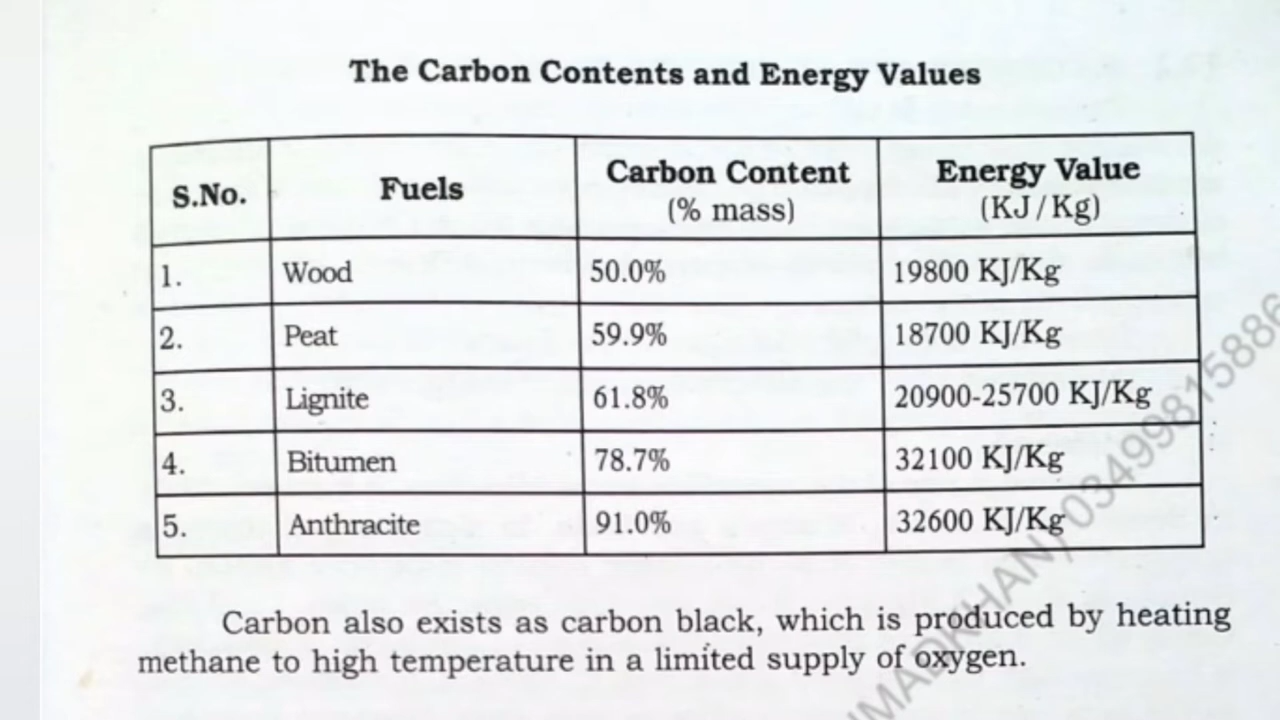 The Carbon Contents and Energy Values
S.No. Fuels Carbon Content (% mass) Energy Value (KJ/Kg)
1. Wood 50.0% 19800 KJ/Kg
2. Peat 59.9% 18700 KJ/Kg
3. Lignite 61.8% 20900-25700 KJ/Kg
4. Bitumen 78.7% 32100 KJ/Kg
5. Anthracite 91.0% 32600 KJ/Kg
Carbon also exists as carbon black, which is produced by heating
methane to high temperature in a limited supply of oxygen.